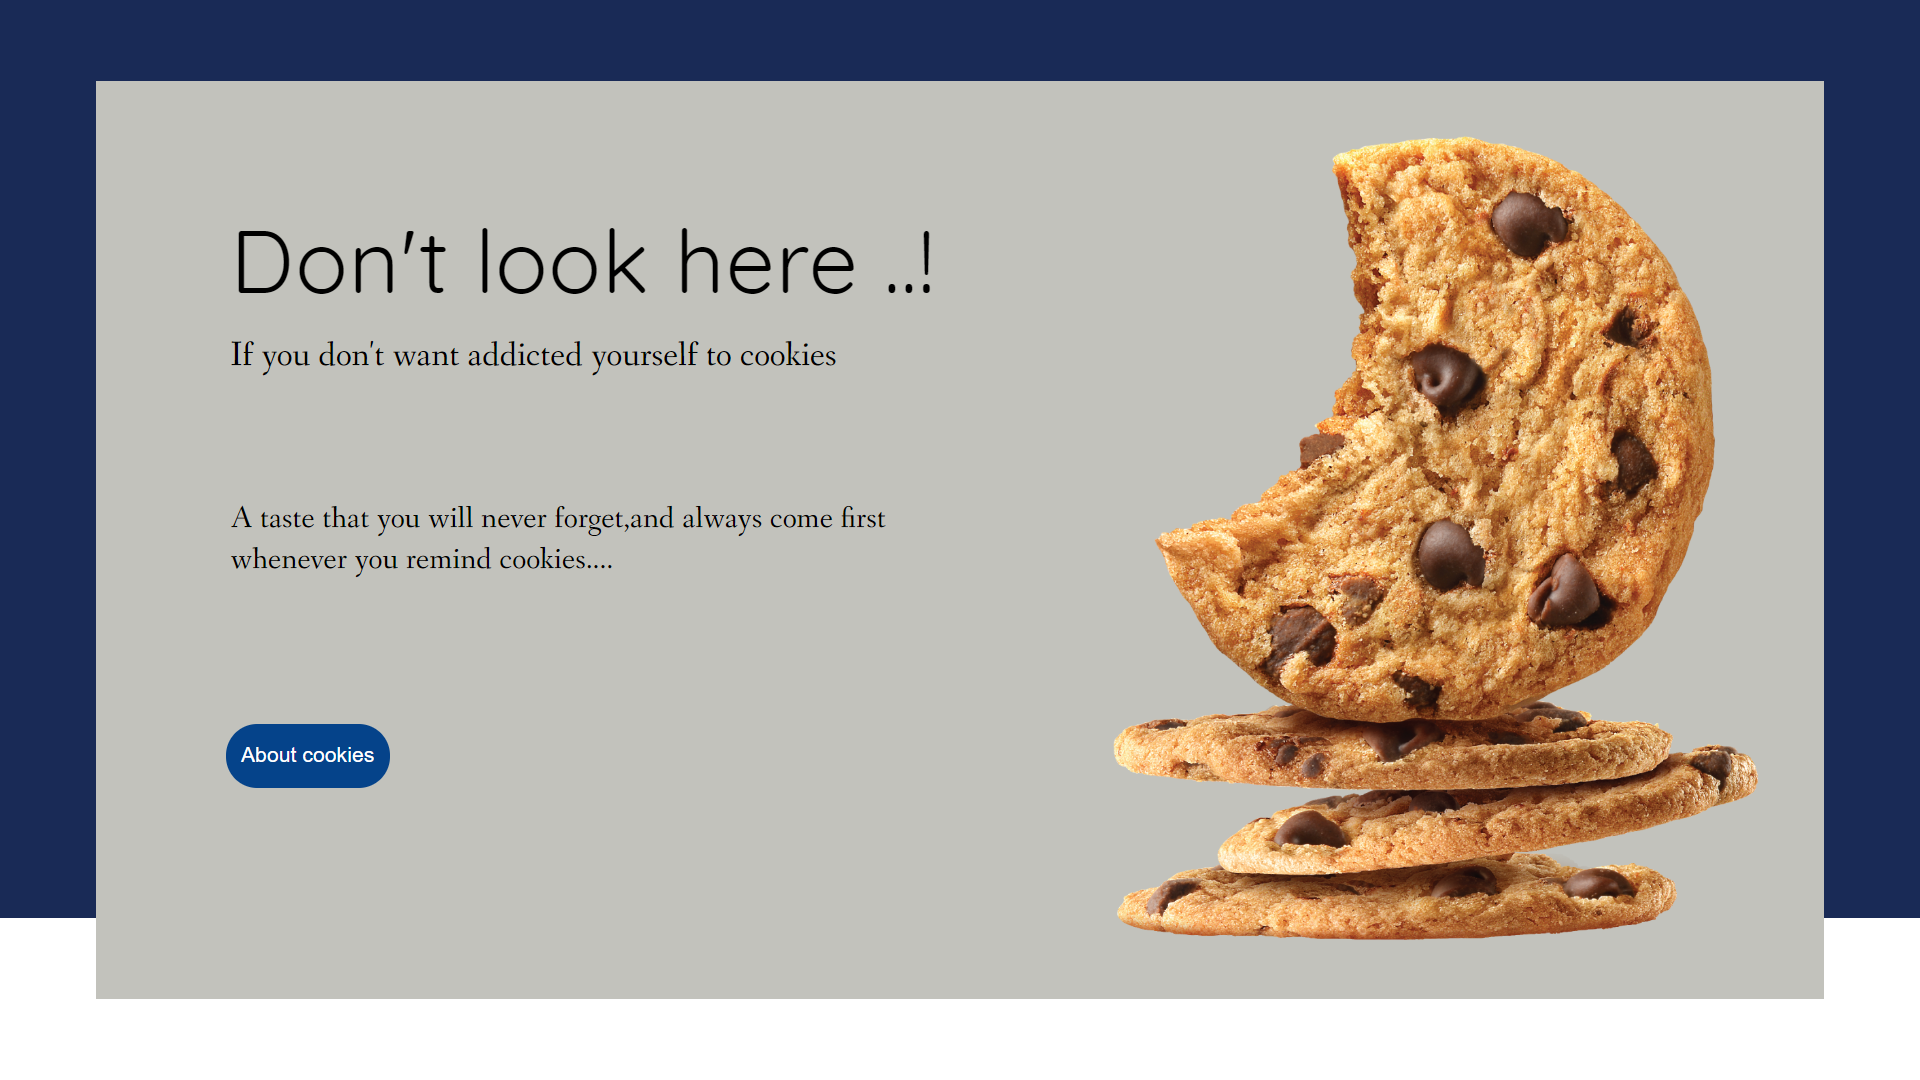 Don't look here ..!
If you don't want addicted yourself to cookies
A taste that you will never forget,and always come first
whenever you remind cookies....
About cookies